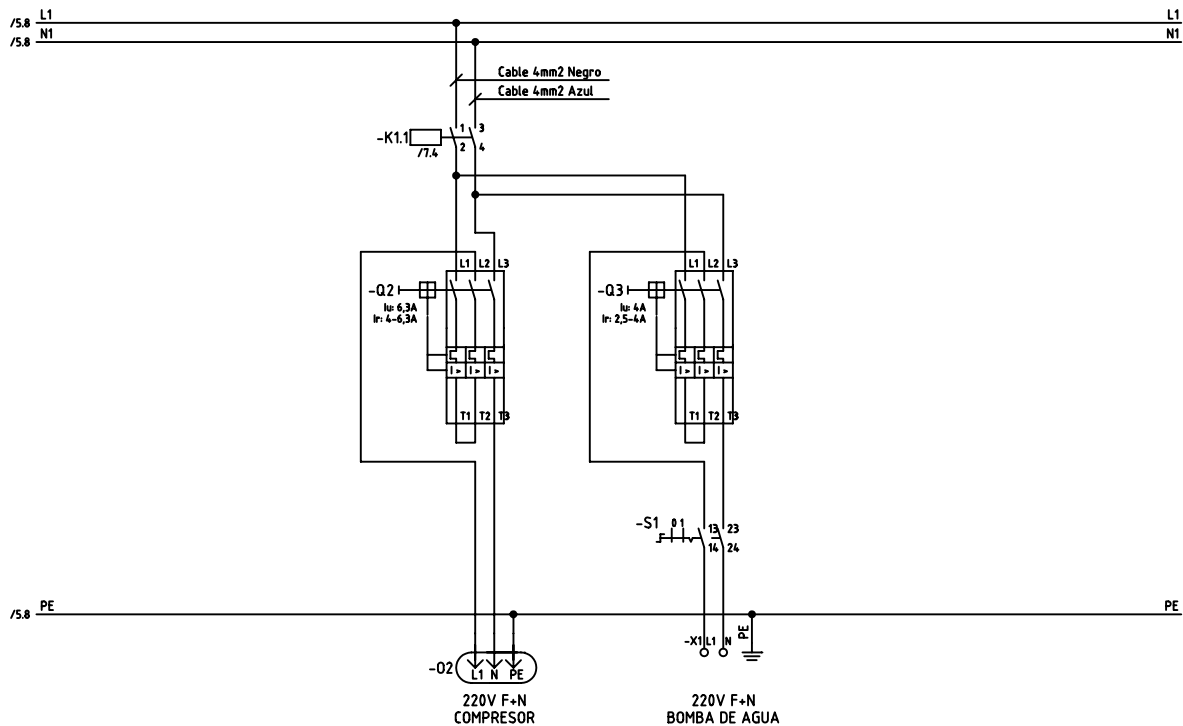 /5.8 L1 L1
/5.8 N1 N1
Cable 4mm2 Negro
Cable 4mm2 Azul
-K1.1 1 3
/7.4 2 4
L1 L2 L3 L1 L2 L3
-Q2 -Q3
Iu: 6,3A Iu: 4A
Ir: 4-6,3A Ir: 2,5-4A
I> I> I> I> I> I>
T1 T2 T3 T1 T2 T3
-S1 0 1 13 23
14 24
/5.8 PE PE
-X1 L1 N PE
-O2 L1 N PE
220V F+N 220V F+N
COMPRESOR BOMBA DE AGUA